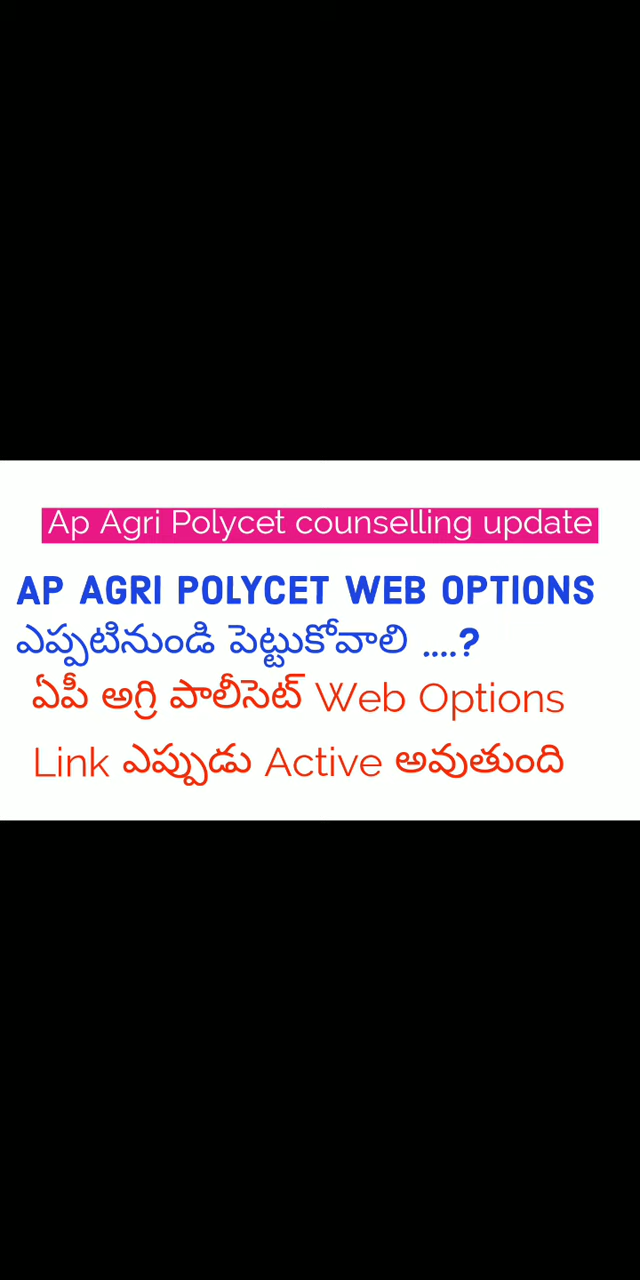 Ap Agri Polycet counselling update
AP AGRI POLYCET WEB OPTIONS
ఎప్పటినుండి పెట్టుకోవాలి ....?
ఏపీ అగ్రి పాలీసెట్ Web Options
Link ఎప్పుడు Active అవుతుంది